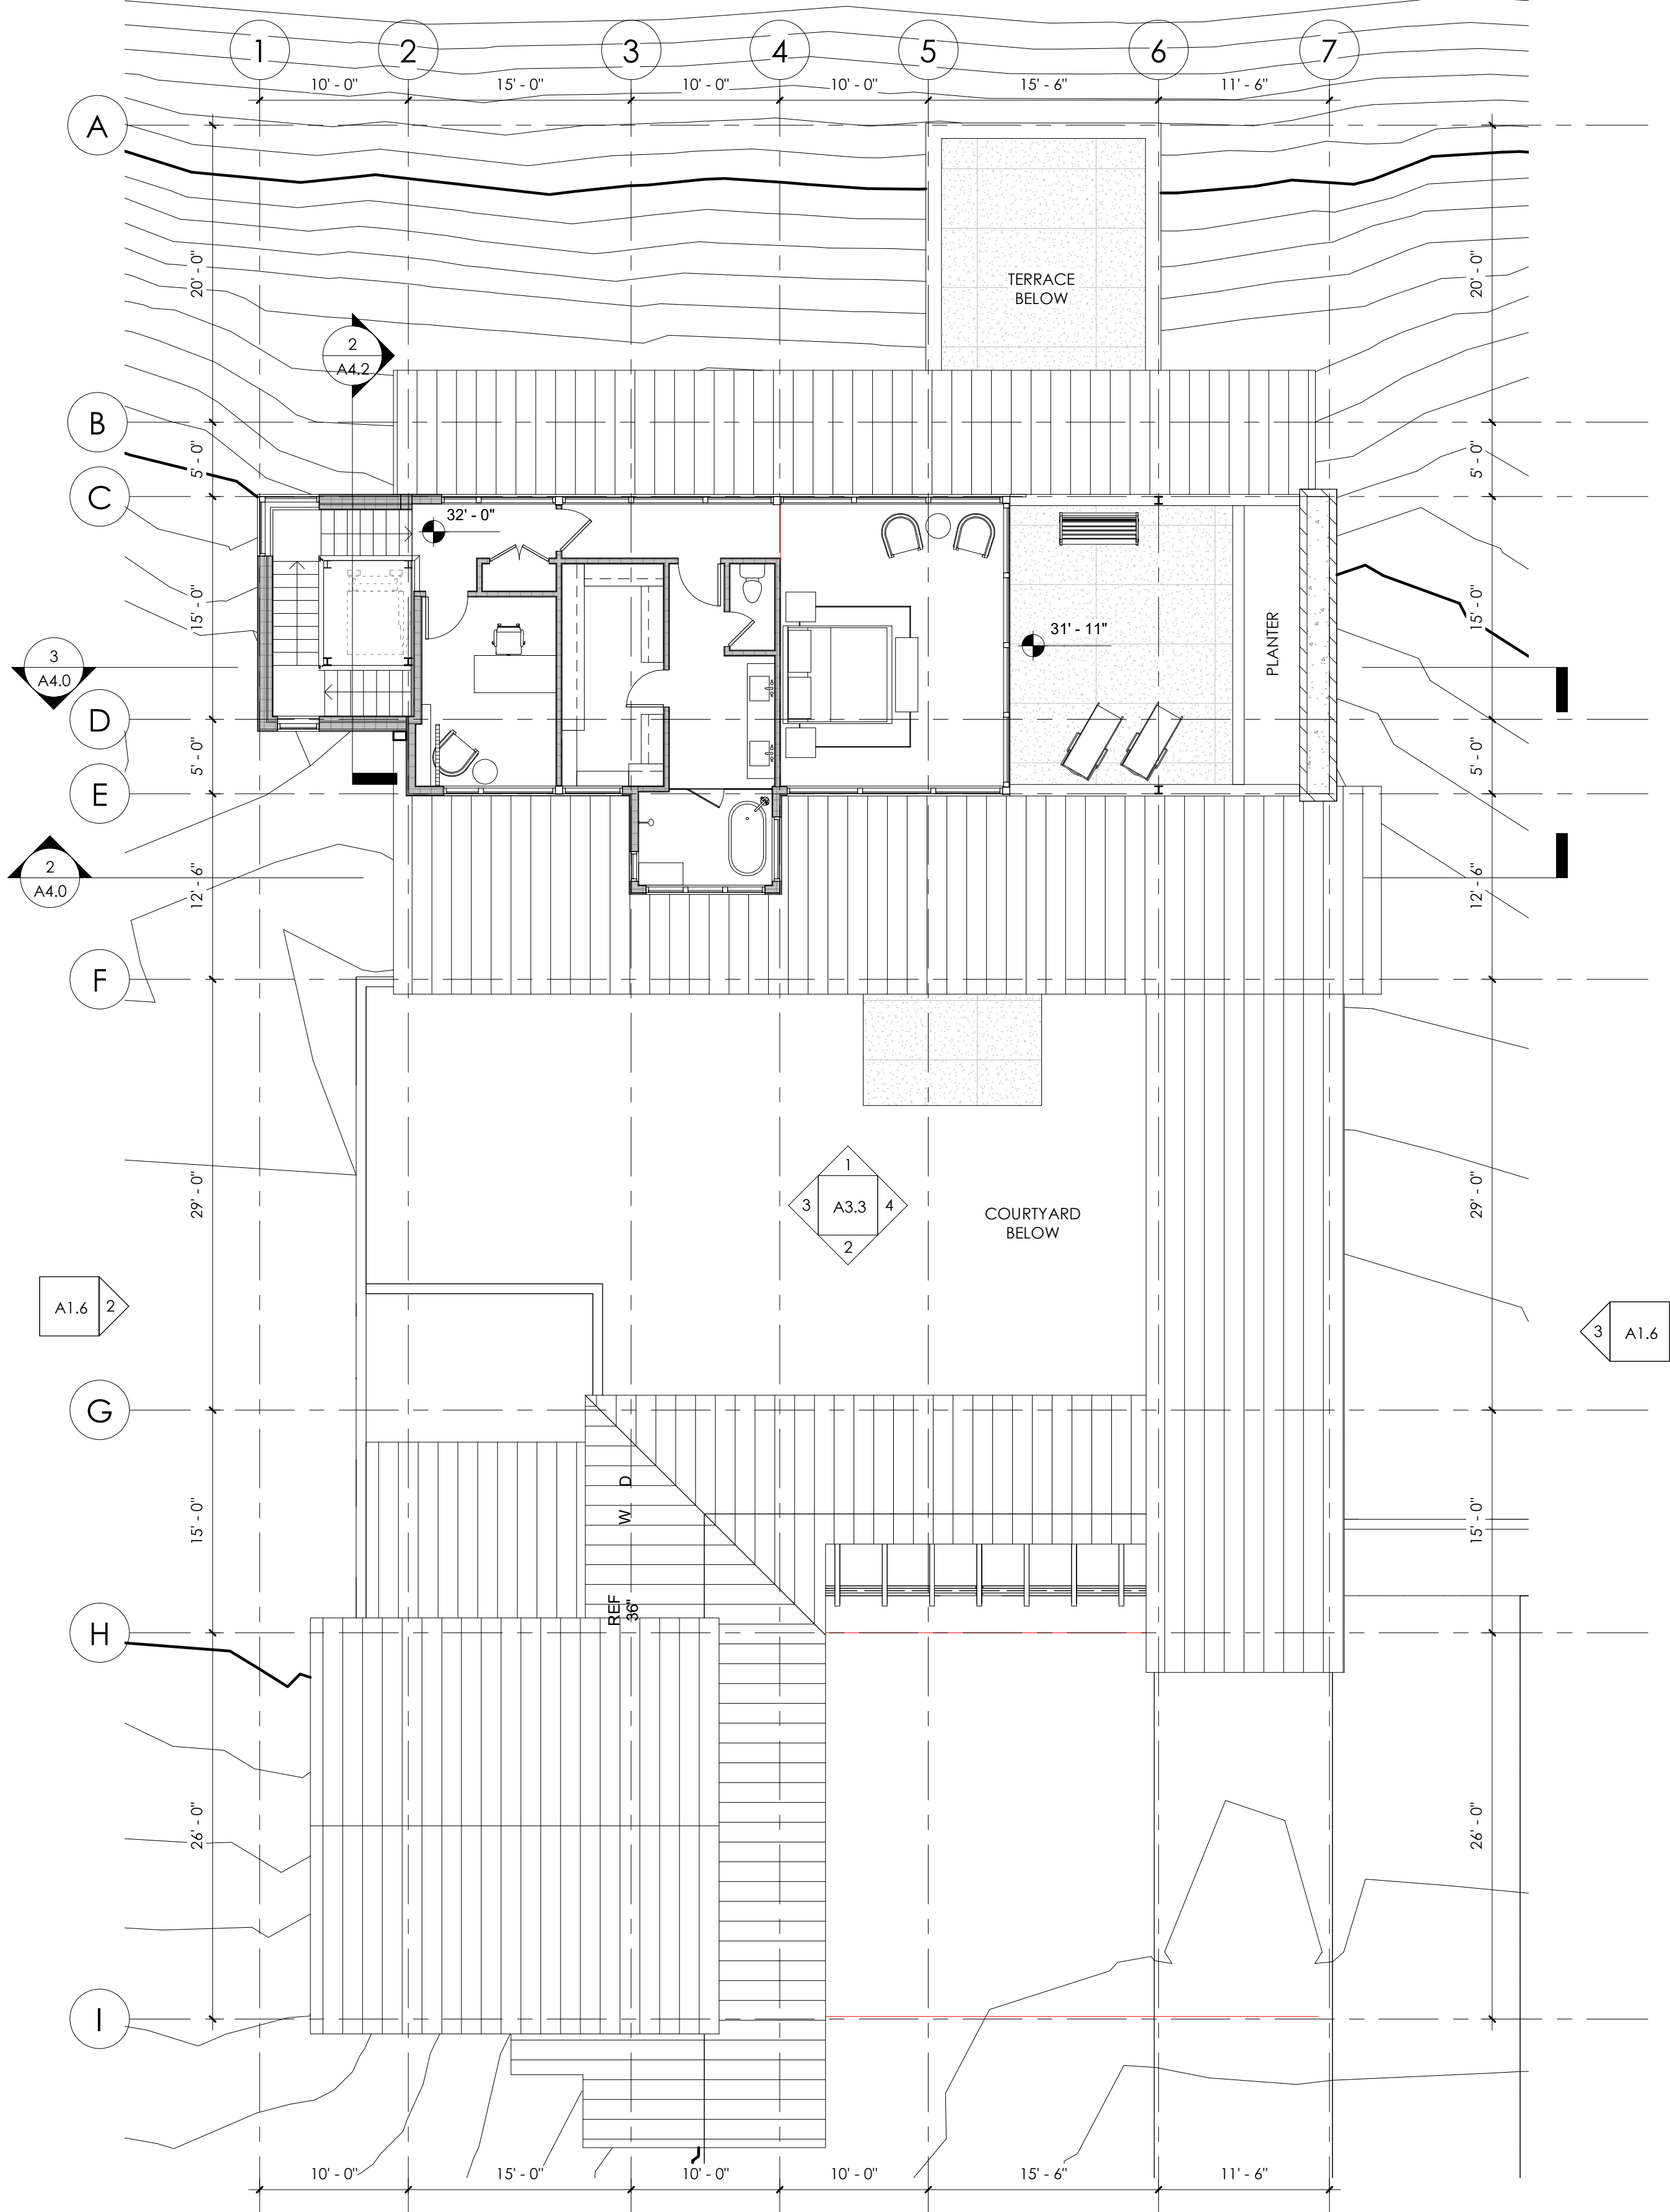 1 2 3 4 5 6 7
10' - 0" 15' - 0" 10' - 0" 10' - 0" 15' - 6" 11' - 6"
A
20' - 0"
TERRACE
BELOW
20' - 0"
2
A4.2
B
5' - 0"
5' - 0"
C
32' - 0"
15' - 0"
31' - 11"
PLANTER
15' - 0"
3
A4.0
D
5' - 0"
5' - 0"
E
2
A4.0
12' - 6"
12' - 6"
F
29' - 0"
1
3 A3.3 4
2
COURTYARD
BELOW
29' - 0"
A1.6 2
3 A1.6
G
15' - 0"
W D
15' - 0"
REF
36"
H
26' - 0"
26' - 0"
I
10' - 0" 15' - 0" 10' - 0" 10' - 0" 15' - 6" 11' - 6"